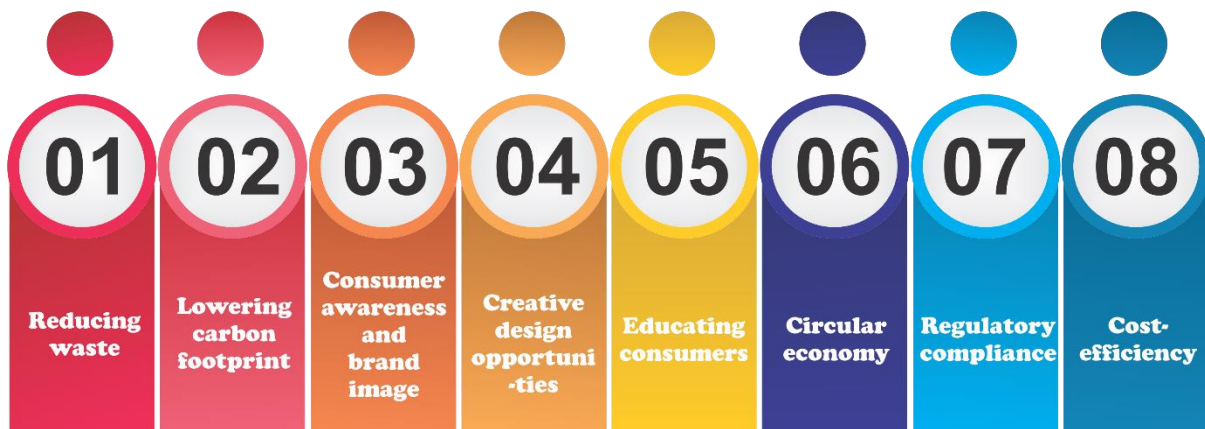 01
Reducing
waste
02
Lowering
carbon
footprint
03
Consumer
awareness
and
brand
image
04
Creative
design
opportuni
-ties
05
Educating
consumers
06
Circular
economy
07
Regulatory
compliance
08
Cost-
efficiency